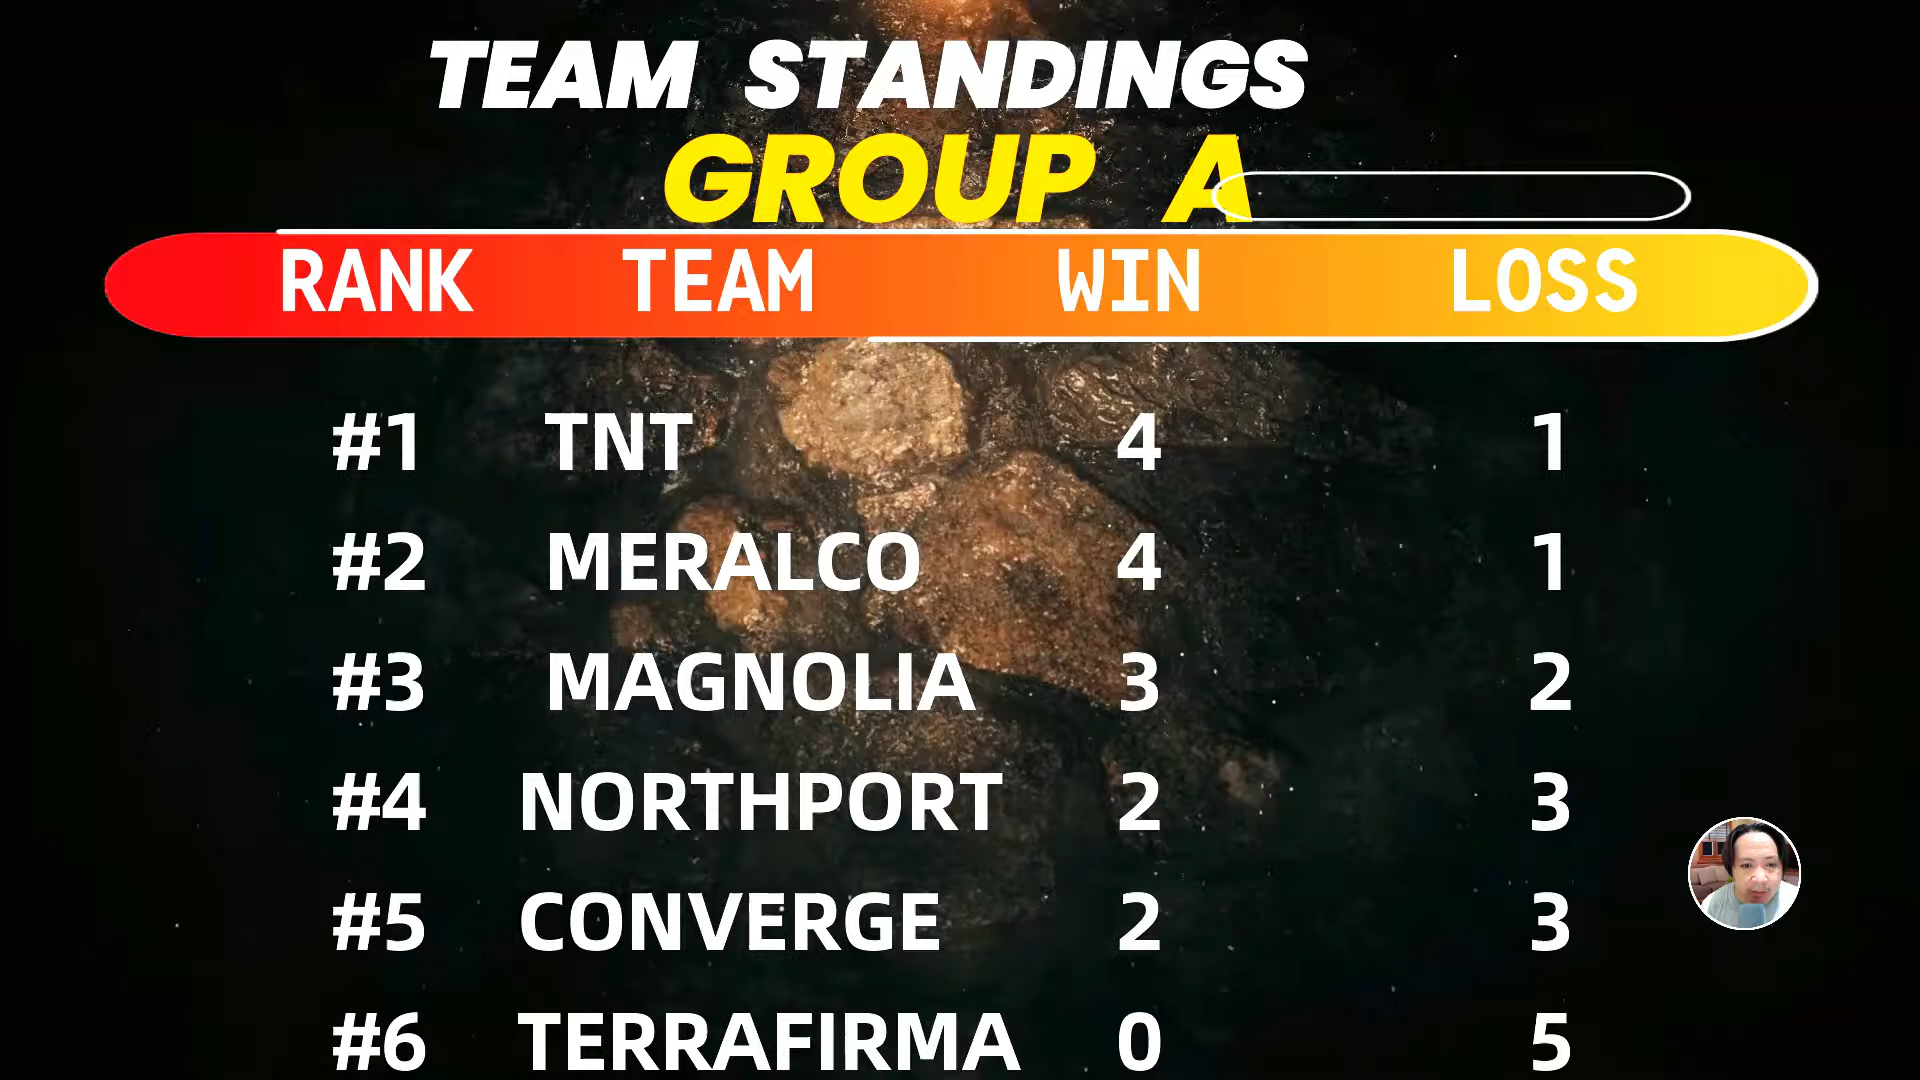 TEAM STANDINGS
GROUP A
RANK TEAM WIN LOSS
#1 TNT 4 1
#2 MERALCO 4 1
#3 MAGNOLIA 3 2
#4 NORTHPORT 2 3
#5 CONVERGE 2 3
#6 TERRAFIRMA 0 5